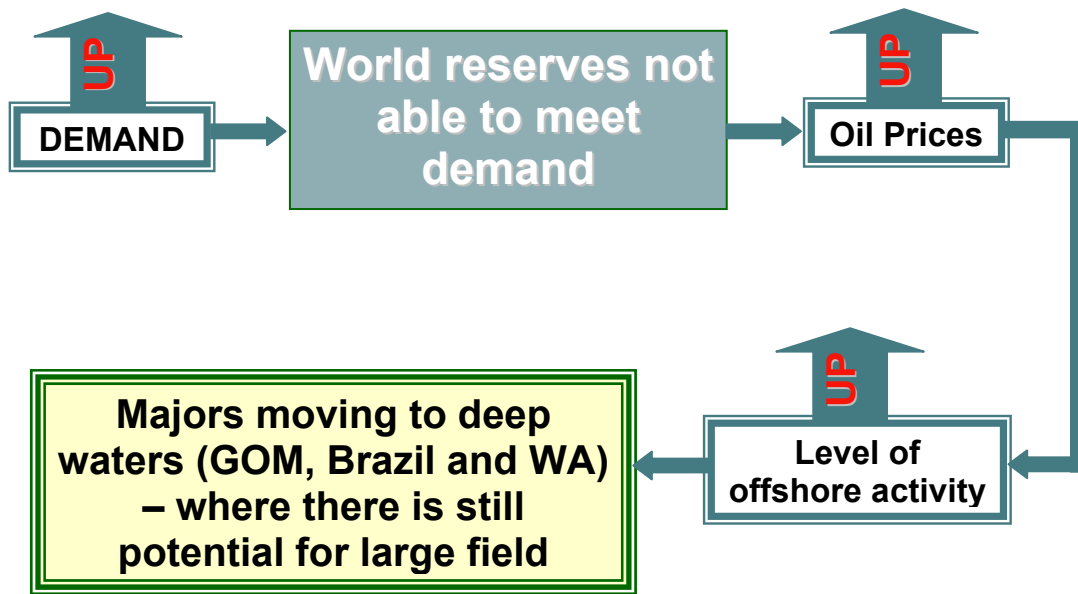 UP
DEMAND
World reserves not
able to meet
demand
UP
Oil Prices
UP
Level of
offshore activity
Majors moving to deep
waters (GOM, Brazil and WA)
– where there is still
potential for large field